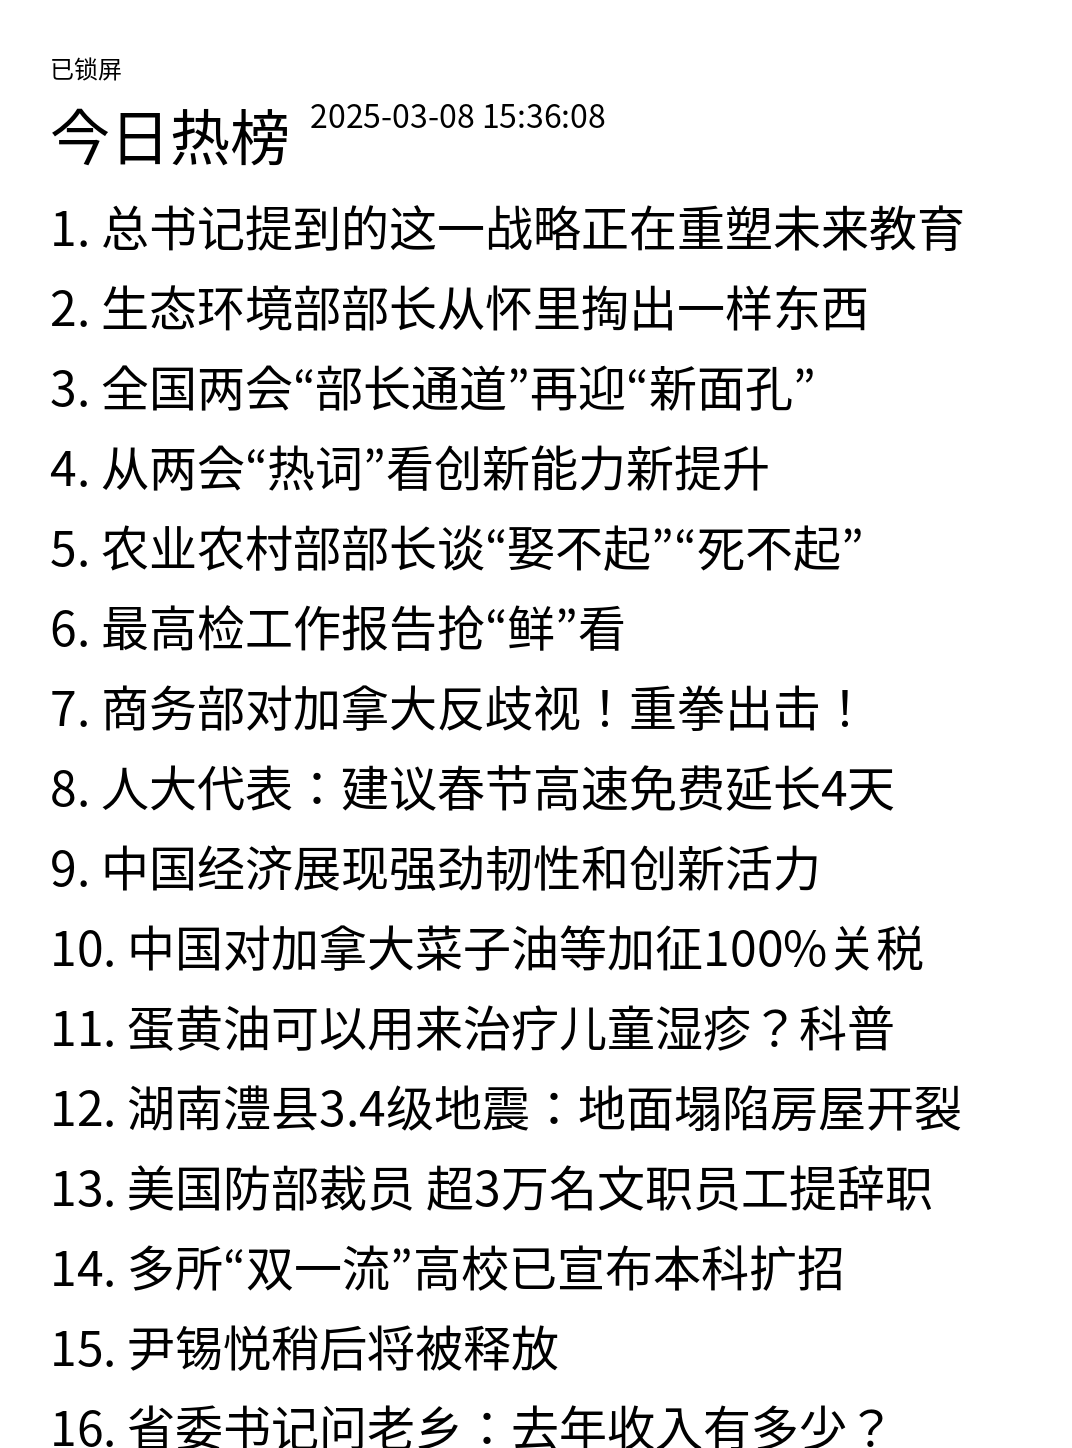 已锁屏
今日热榜 2025-03-08 15:36:08
1. 总书记提到的这一战略正在重塑未来教育
2. 生态环境部部长从怀里掏出一样东西
3. 全国两会“部长通道”再迎“新面孔”
4. 从两会“热词”看创新能力新提升
5. 农业农村部部长谈“娶不起”“死不起”
6. 最高检工作报告抢“鲜”看
7. 商务部对加拿大反歧视！重拳出击！
8. 人大代表：建议春节高速免费延长4天
9. 中国经济展现强劲韧性和创新活力
10. 中国对加拿大菜子油等加征100%关税
11. 蛋黄油可以用来治疗儿童湿疹？科普
12. 湖南澧县3.4级地震：地面塌陷房屋开裂
13. 美国防部裁员 超3万名文职员工提辞职
14. 多所“双一流”高校已宣布本科扩招
15. 尹锡悦稍后将被释放
16. 省委书记问老乡：去年收入有多少？